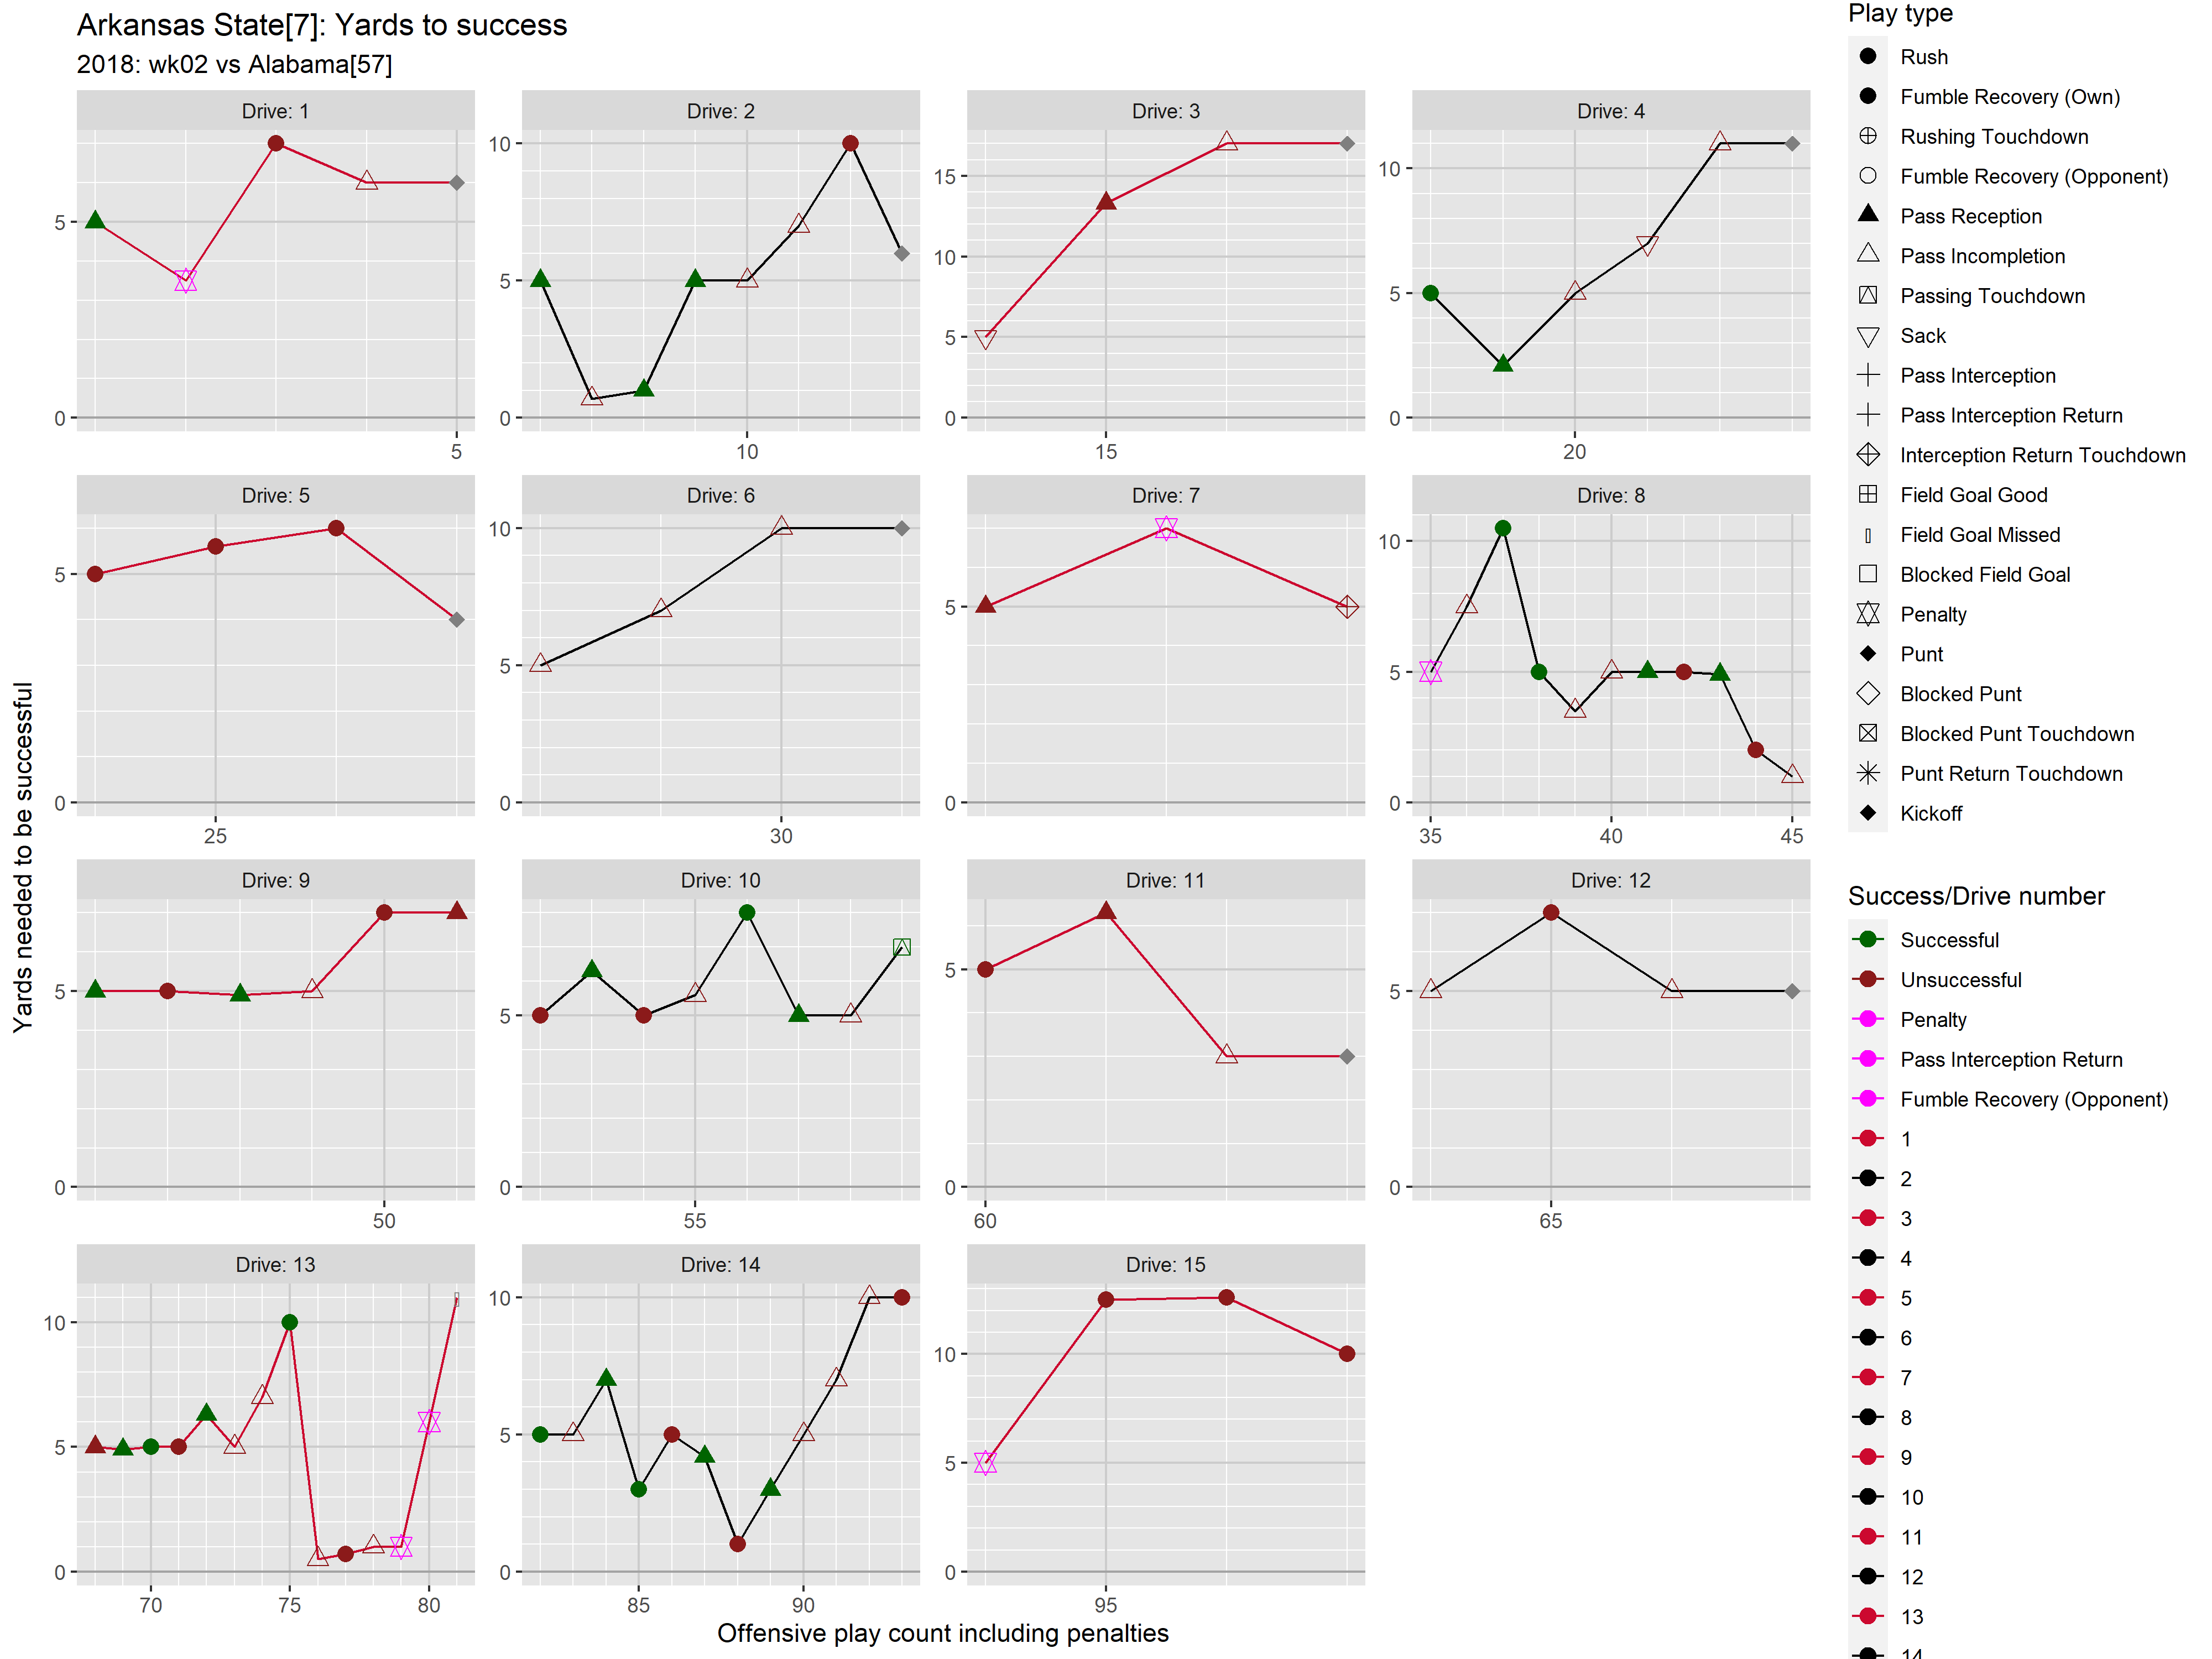 Arkansas State[7]: Yards to success
2018: wk02 vs Alabama[57]
Yards needed to be successful
Drive: 1
5
0
5
Drive: 2
10
5
0
10
Drive: 3
15
10
5
0
15
Drive: 4
10
5
0
20
Drive: 5
5
0
25
Drive: 6
10
5
0
30
Drive: 7
5
0
Drive: 8
10
5
0
35 40 45
Drive: 9
5
0
50
Drive: 10
5
0
55
Drive: 11
5
0
60
Drive: 12
5
0
65
Drive: 13
10
5
0
70 75 80
Drive: 14
10
5
0
85 90
Drive: 15
10
5
0
95
Offensive play count including penalties
Play type
Rush
Fumble Recovery (Own)
Rushing Touchdown
Fumble Recovery (Opponent)
Pass Reception
Pass Incompletion
Passing Touchdown
Sack
Pass Interception
Pass Interception Return
Interception Return Touchdown
Field Goal Good
Field Goal Missed
Blocked Field Goal
Penalty
Punt
Blocked Punt
Blocked Punt Touchdown
Punt Return Touchdown
Kickoff
Success/Drive number
Successful
Unsuccessful
Penalty
Pass Interception Return
Fumble Recovery (Opponent)
1
2
3
4
5
6
7
8
9
10
11
12
13
14